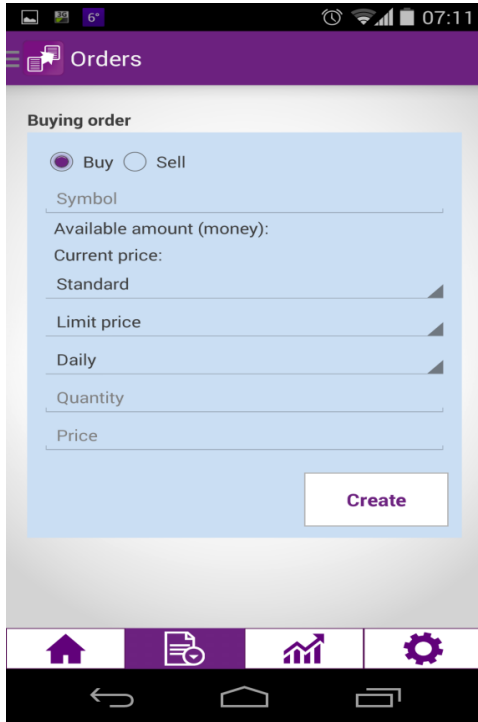 3G 6° 07:11
Orders
Buying order
Buy Sell
Symbol
Available amount (money):
Current price:
Standard
Limit price
Daily
Quantity
Price
Create